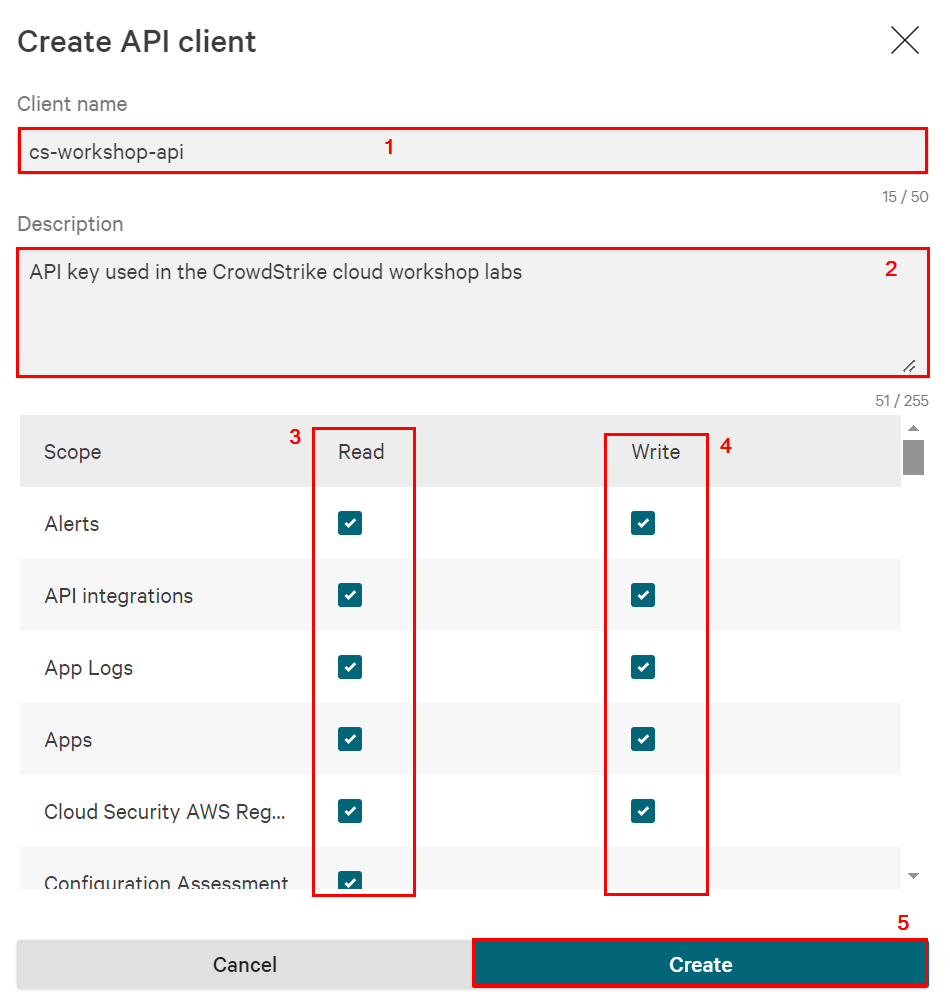 Create API client
Client name
cs-workshop-api 1
15 / 50
Description
API key used in the CrowdStrike cloud workshop labs 2
51 / 255
Scope 3 Read Write 4
Alerts
API integrations
App Logs
Apps
Cloud Security AWS Reg...
Configuration Assessment
5
Cancel Create